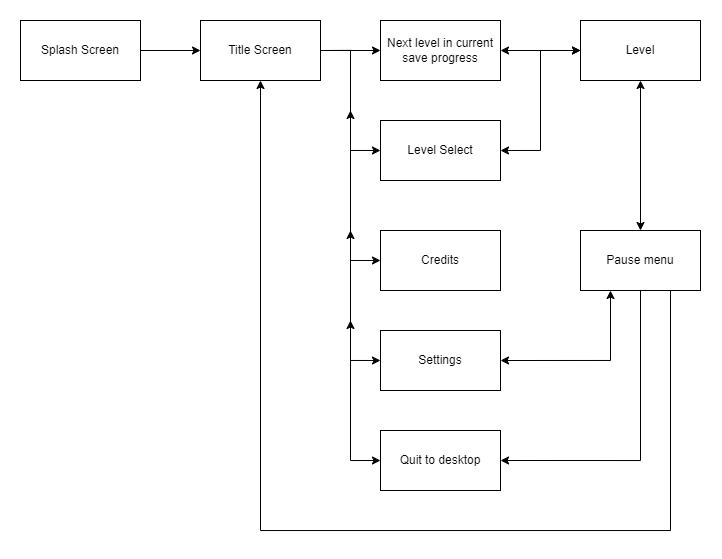 Splash Screen
Title Screen
Next level in current
save progress
Level
Level Select
Credits
Pause menu
Settings
Quit to desktop